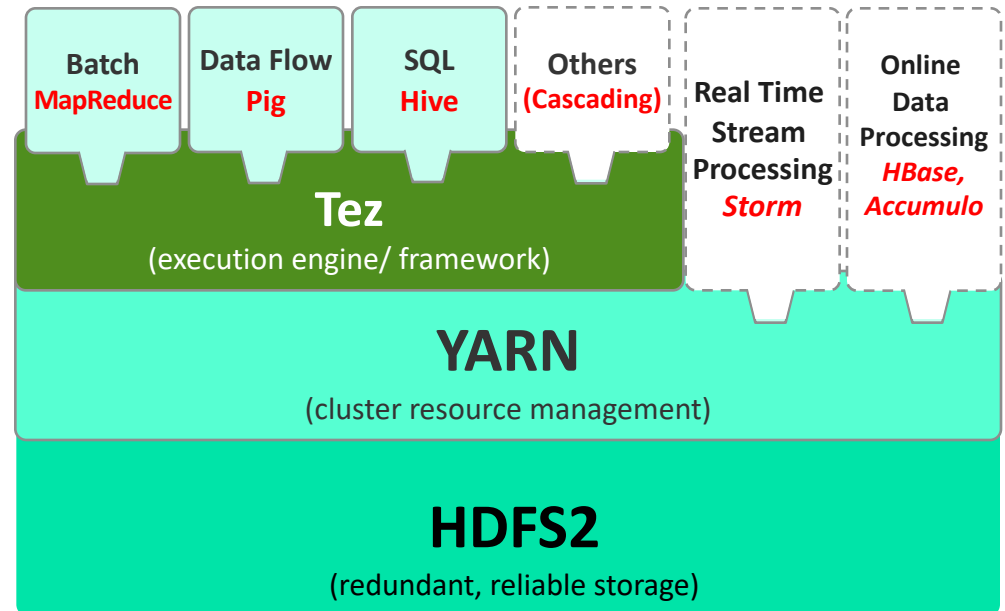 Batch
MapReduce
Data Flow
Pig
SQL
Hive
Others
(Cascading)
Real Time
Stream
Processing
Storm
Online
Data
Processing
HBase,
Accumulo
Tez
(execution engine/ framework)
YARN
(cluster resource management)
HDFS2
(redundant, reliable storage)